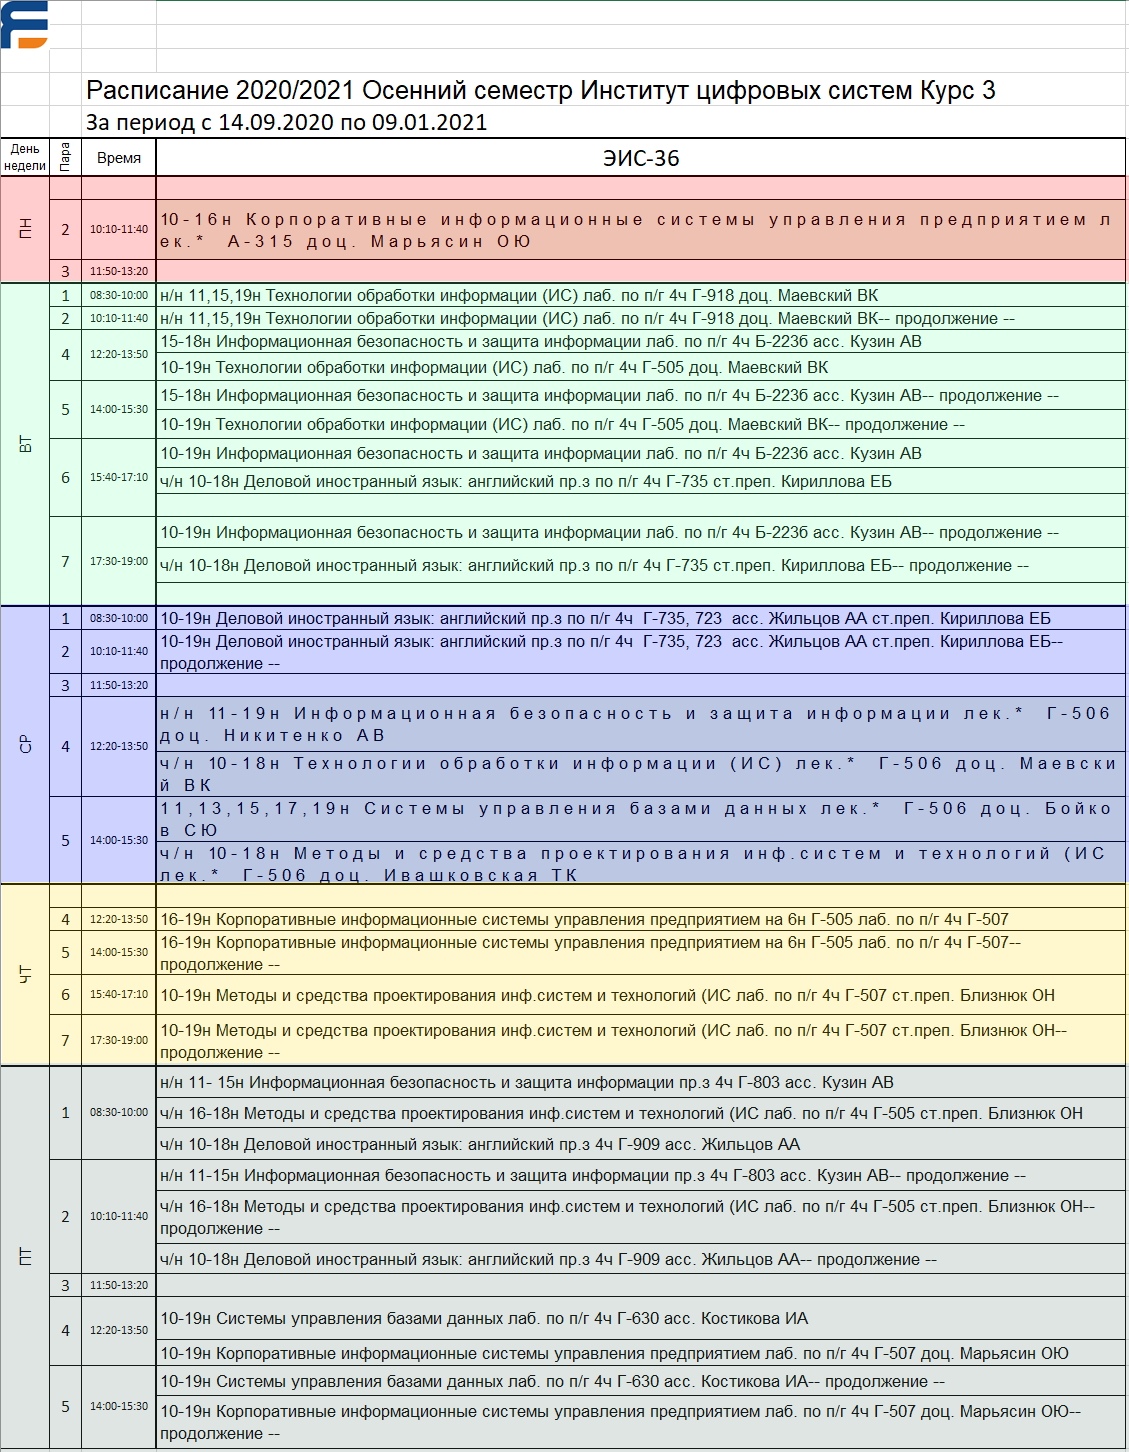 Расписание 2020/2021 Осенний семестр Институт цифровых систем Курс 3
За период с 14.09.2020 по 09.01.2021
День недели Пара Время ЭИС-36
ПН
2 10:10-11:40 10-16н Корпоративные информационные системы управления предприятием л
ек.* А-315 доц. Марьясин ОЮ
3 11:50-13:20
ВТ
1 08:30-10:00 н/н 11,15,19н Технологии обработки информации (ИС) лаб. по п/г 4ч Г-918 доц. Маевский ВК
2 10:10-11:40 н/н 11,15,19н Технологии обработки информации (ИС) лаб. по п/г 4ч Г-918 доц. Маевский ВК-- продолжение --
4 12:20-13:50 15-18н Информационная безопасность и защита информации лаб. по п/г 4ч Б-223б асс. Кузин АВ
10-19н Технологии обработки информации (ИС) лаб. по п/г 4ч Г-505 доц. Маевский ВК
5 14:00-15:30 15-18н Информационная безопасность и защита информации лаб. по п/г 4ч Б-223б асс. Кузин АВ-- продолжение --
10-19н Технологии обработки информации (ИС) лаб. по п/г 4ч Г-505 доц. Маевский ВК-- продолжение --
6 15:40-17:10 10-19н Информационная безопасность и защита информации лаб. по п/г 4ч Б-223б асс. Кузин АВ
ч/н 10-18н Деловой иностранный язык: английский пр.з по п/г 4ч Г-735 ст.преп. Кириллова ЕБ
7 17:30-19:00 10-19н Информационная безопасность и защита информации лаб. по п/г 4ч Б-223б асс. Кузин АВ-- продолжение --
ч/н 10-18н Деловой иностранный язык: английский пр.з по п/г 4ч Г-735 ст.преп. Кириллова ЕБ-- продолжение --
СР
1 08:30-10:00 10-19н Деловой иностранный язык: английский пр.з по п/г 4ч Г-735, 723 асс. Жильцов АА ст.преп. Кириллова ЕБ
2 10:10-11:40 10-19н Деловой иностранный язык: английский пр.з по п/г 4ч Г-735, 723 асс. Жильцов АА ст.преп. Кириллова ЕБ--
продолжение --
3 11:50-13:20
4 12:20-13:50 н/н 11-19н Информационная безопасность и защита информации лек.* Г-506
доц. Никитенко АВ
ч/н 10-18н Технологии обработки информации (ИС) лек.* Г-506 доц. Маевски
й ВК
5 14:00-15:30 11,13,15,17,19н Системы управления базами данных лек.* Г-506 доц. Бойко
в СЮ
ч/н 10-18н Методы и средства проектирования инф.систем и технологий (ИС
лек.* Г-506 доц. Ивашковская ТК
ЧТ
4 12:20-13:50 16-19н Корпоративные информационные системы управления предприятием на 6н Г-505 лаб. по п/г 4ч Г-507
5 14:00-15:30 16-19н Корпоративные информационные системы управления предприятием на 6н Г-505 лаб. по п/г 4ч Г-507--
продолжение --
6 15:40-17:10 10-19н Методы и средства проектирования инф.систем и технологий (ИС лаб. по п/г 4ч Г-507 ст.преп. Близнюк ОН
7 17:30-19:00 10-19н Методы и средства проектирования инф.систем и технологий (ИС лаб. по п/г 4ч Г-507 ст.преп. Близнюк ОН--
продолжение --
ПТ
1 08:30-10:00 н/н 11- 15н Информационная безопасность и защита информации пр.з 4ч Г-803 асс. Кузин АВ
ч/н 16-18н Методы и средства проектирования инф.систем и технологий (ИС лаб. по п/г 4ч Г-505 ст.преп. Близнюк ОН
ч/н 10-18н Деловой иностранный язык: английский пр.з 4ч Г-909 асс. Жильцов АА
2 10:10-11:40 н/н 11-15н Информационная безопасность и защита информации пр.з 4ч Г-803 асс. Кузин АВ-- продолжение --
ч/н 16-18н Методы и средства проектирования инф.систем и технологий (ИС лаб. по п/г 4ч Г-505 ст.преп. Близнюк ОН--
продолжение --
ч/н 10-18н Деловой иностранный язык: английский пр.з 4ч Г-909 асс. Жильцов АА-- продолжение --
3 11:50-13:20
4 12:20-13:50 10-19н Системы управления базами данных лаб. по п/г 4ч Г-630 асс. Костикова ИА
10-19н Корпоративные информационные системы управления предприятием лаб. по п/г 4ч Г-507 доц. Марьясин ОЮ
5 14:00-15:30 10-19н Системы управления базами данных лаб. по п/г 4ч Г-630 асс. Костикова ИА-- продолжение --
10-19н Корпоративные информационные системы управления предприятием лаб. по п/г 4ч Г-507 доц. Марьясин ОЮ--
продолжение --